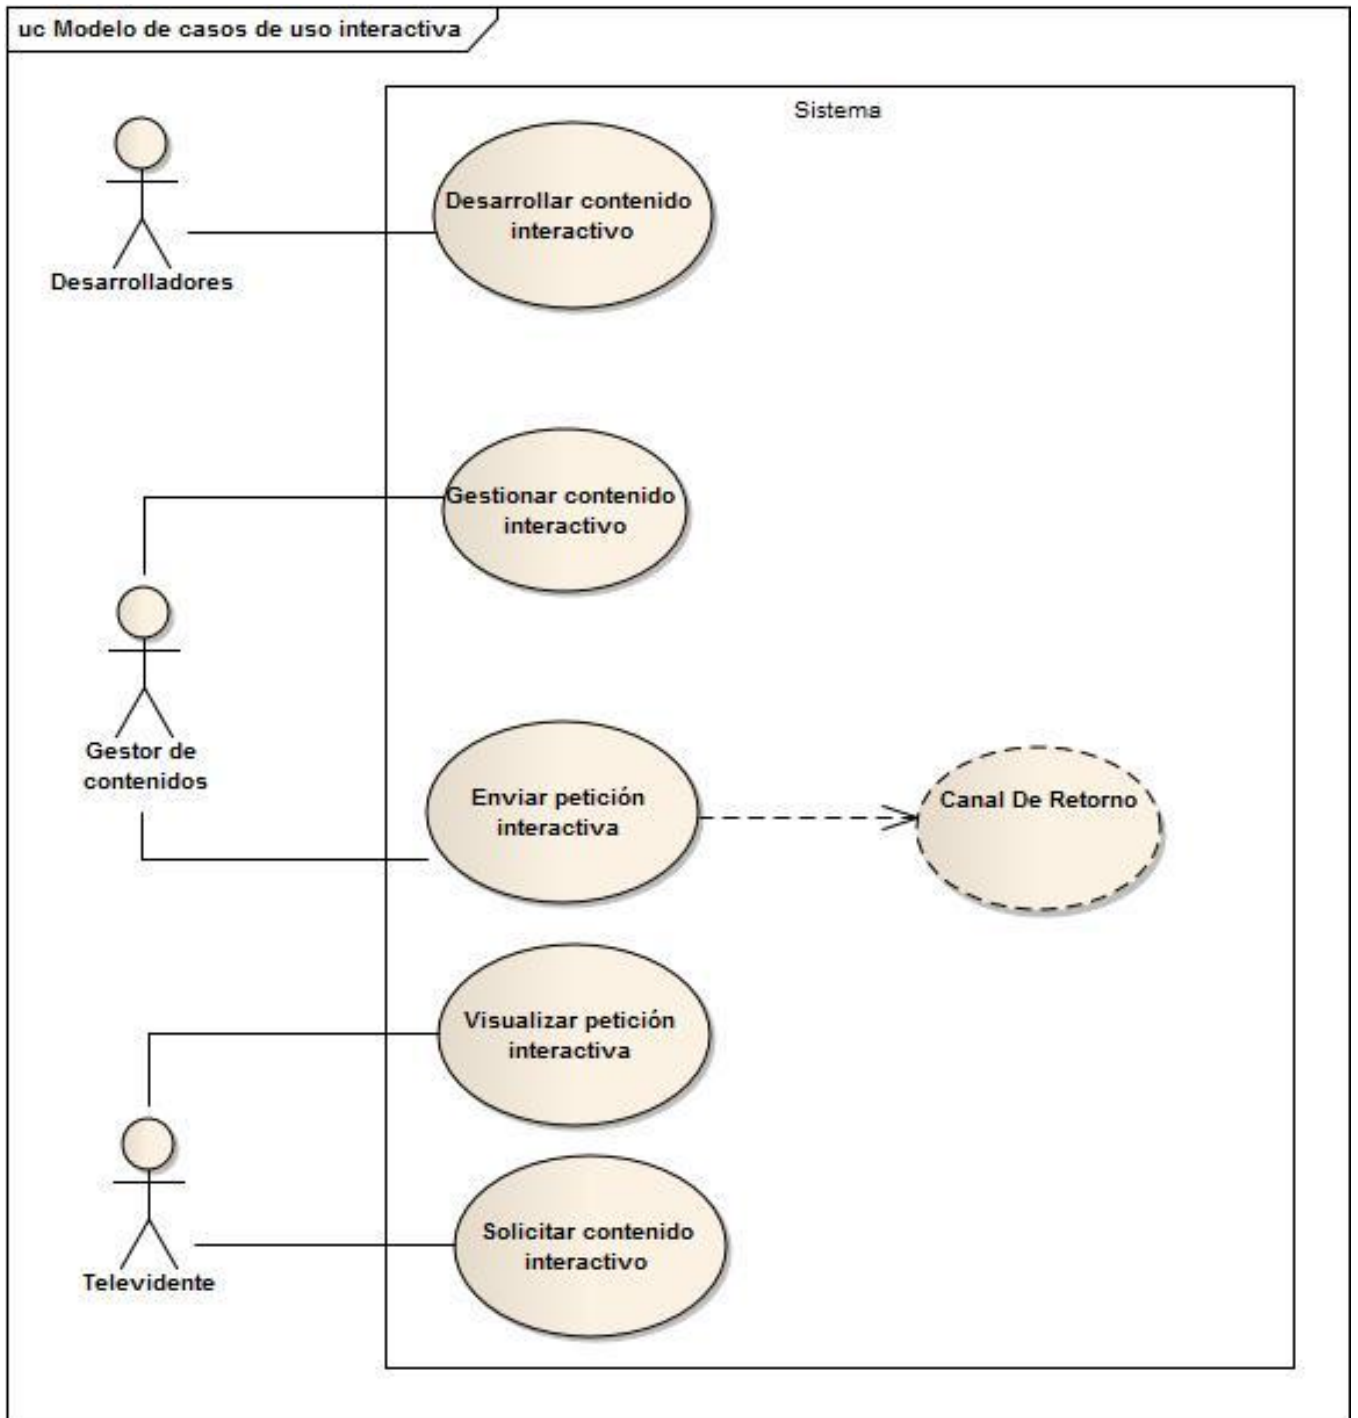 uc Modelo de casos de uso interactiva
Sistema
Desarrollar contenido
interactivo
Desarrolladores
Gestionar contenido
interactivo
Gestor de
contenidos
Enviar petición
interactiva
Canal De Retorno
Visualizar petición
interactiva
Solicitar contenido
interactivo
Televidente